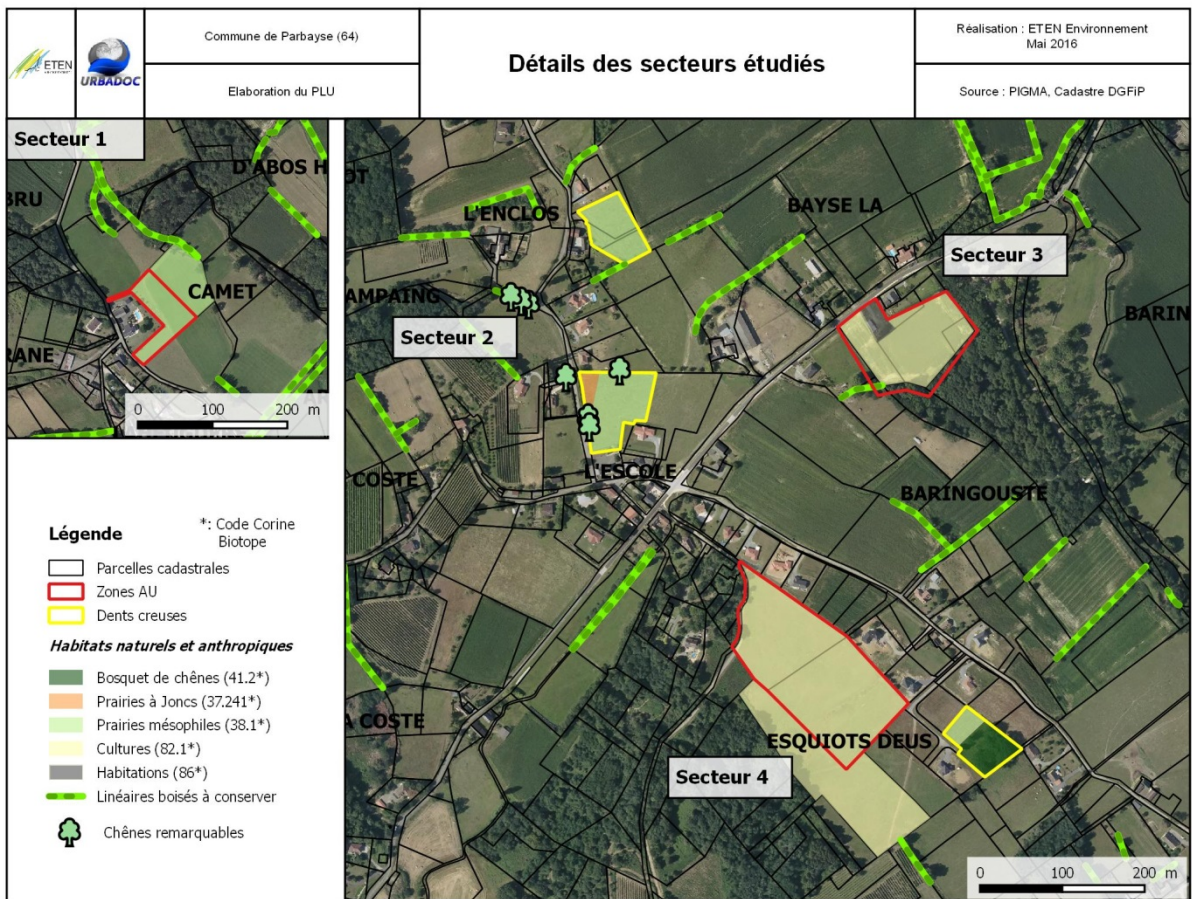 ETEN
URBADOC
Commune de Parbayse (64)
Elaboration du PLU
Détails des secteurs étudiés
Réalisation : ETEN Environnement
Mai 2016
Source : PIGMA, Cadastre DGFiP
Secteur 1
D'ABOS H
BRU
CAMET
RANE
0 100 200 m
Légende
*: Code Corine
Biotope
Parcelles cadastrales
Zones AU
Dents creuses
Habitats naturels et anthropiques
Bosquet de chênes (41.2*)
Prairies à Joncs (37.241*)
Prairies mésophiles (38.1*)
Cultures (82.1*)
Habitations (86*)
Linéaires boisés à conserver
Chênes remarquables
OT
L'ENCLOS
BAYSE LA
Secteur 3
AMPAING
BARIN
Secteur 2
L'ESCOLE
COSTE
BARINGOUSTE
A COSTE
ESQUIOTS DEUS
Secteur 4
0 100 200 m